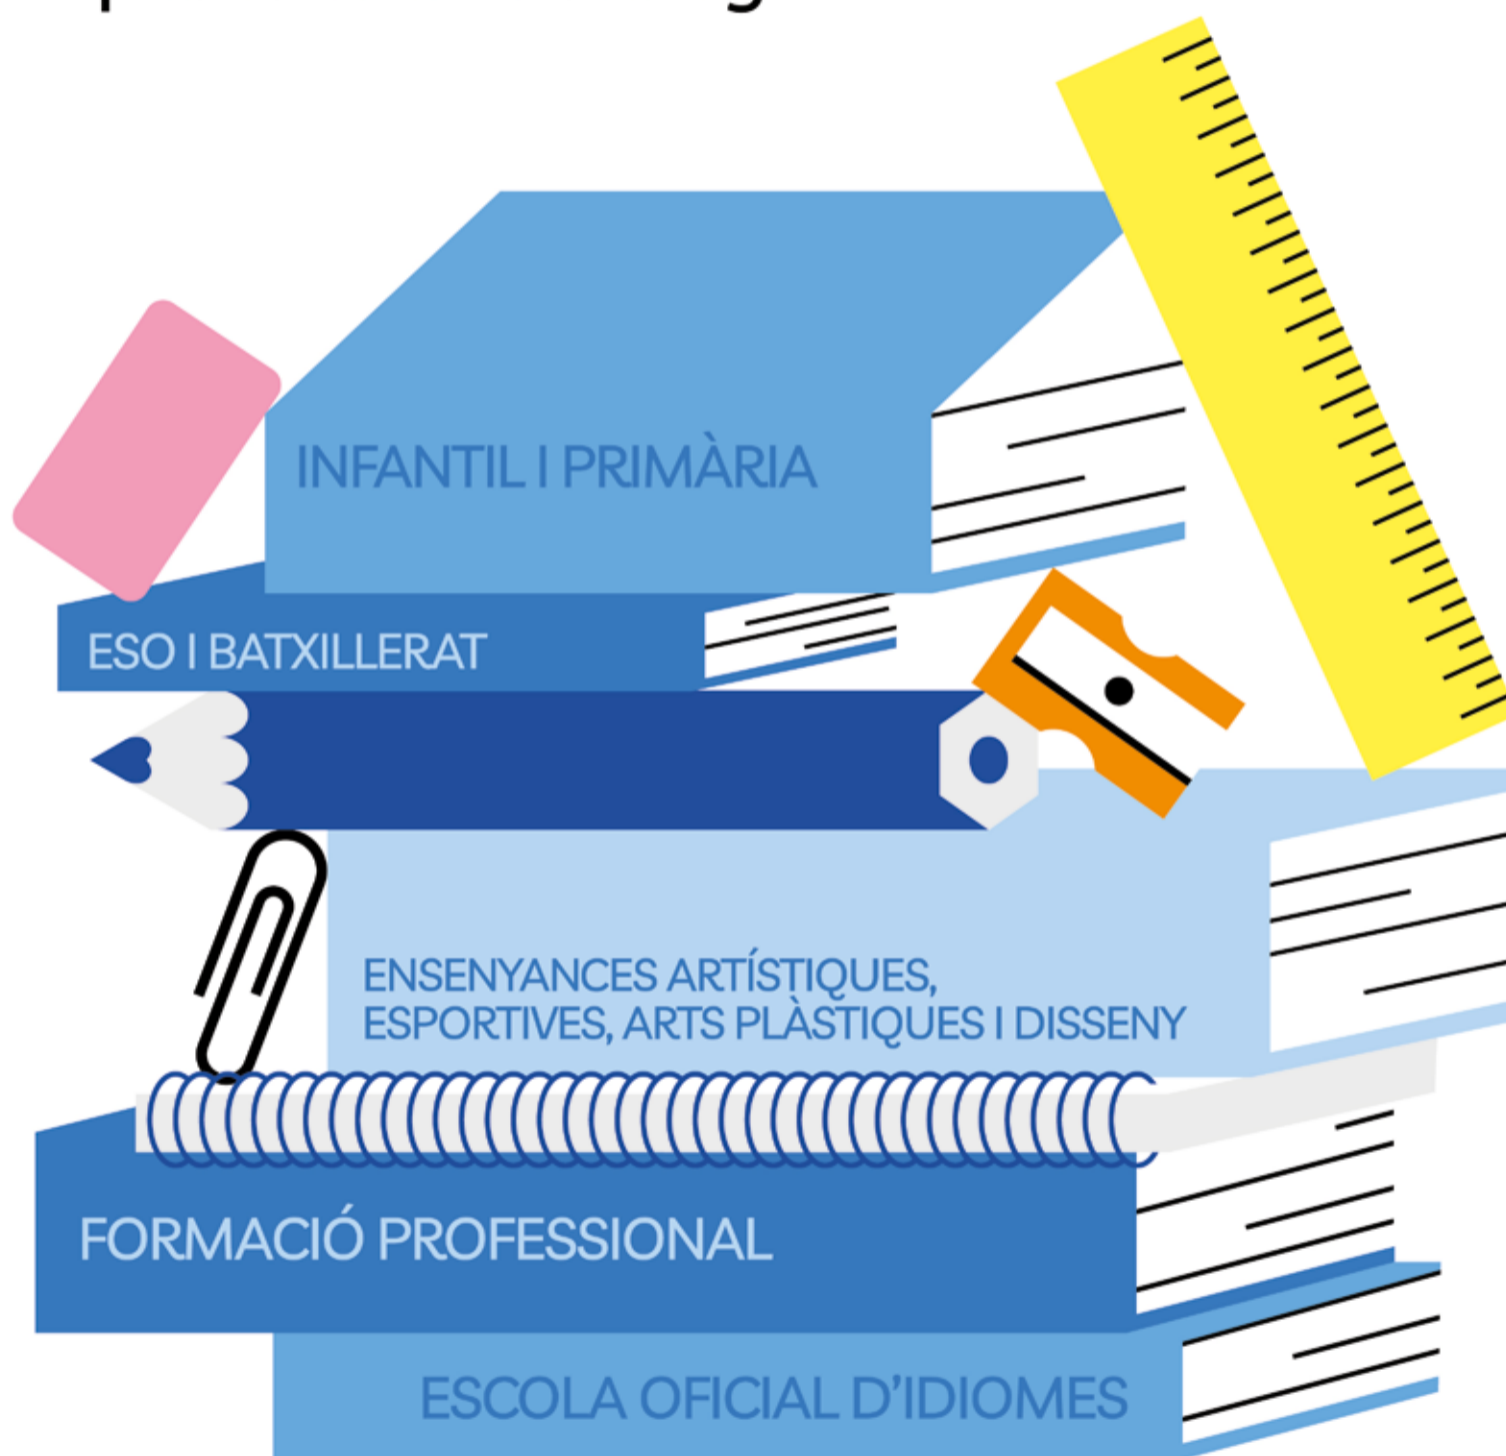 INFANTIL I PRIMÀRIA
ESO I BATXILLERAT
ENSENYANCES ARTÍSTIQUES,
ESPORTIVES, ARTS PLÀSTIQUES I DISSENY
FORMACIÓ PROFESSIONAL
ESCOLA OFICIAL D'IDIOMES